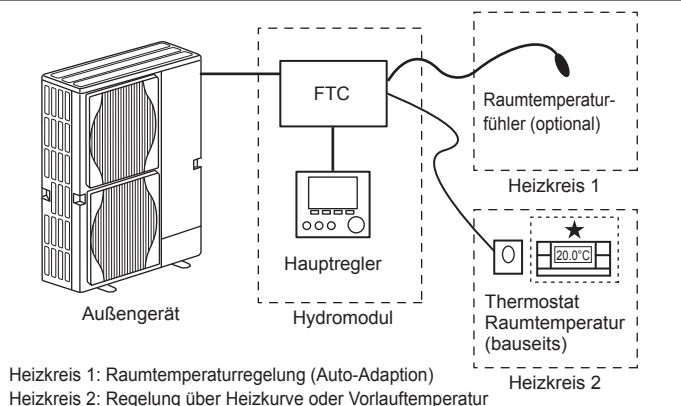 FTC
Raumtemperatur-
fühler (optional)
Heizkreis 1
Hauptregler
20.0°C
Außengerät
Hydromodul
Thermostat
Raumtemperatur
(bauseits)
Heizkreis 2
Heizkreis 1: Raumtemperaturregelung (Auto-Adaption)
Heizkreis 2: Regelung über Heizkurve oder Vorlauftemperatur